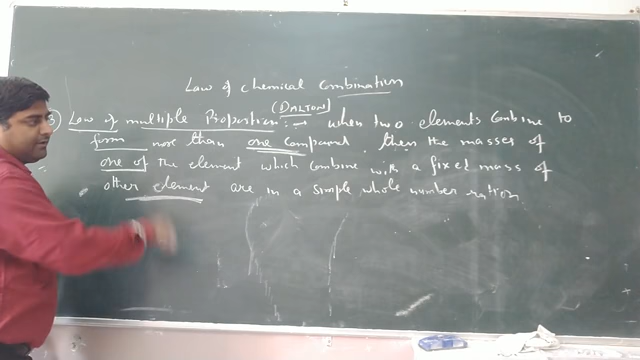 Law of chemical Combination
(DALTON)
3) Law of multiple Proportion :→ when two elements combine to
form more than one compound, then the masses of
one of the element which combine with a fixed mass of
other element are in a simple whole number ration